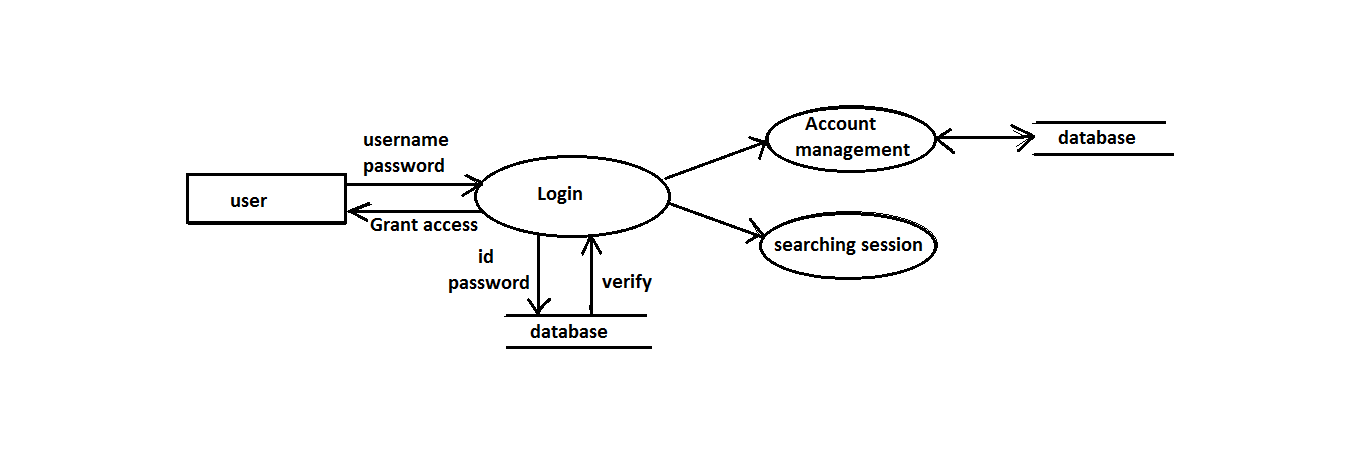 username
password
user
Grant access
Login
id
password
verify
database
Account
management
database
searching session